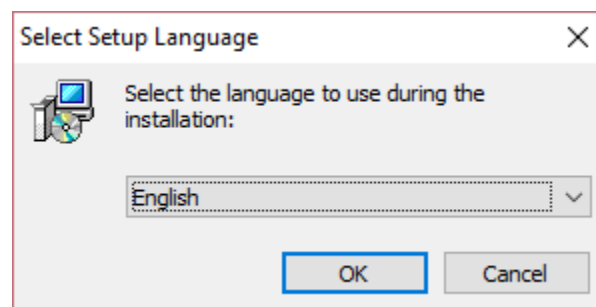 Select Setup Language
Select the language to use during the
installation:
English
OK Cancel